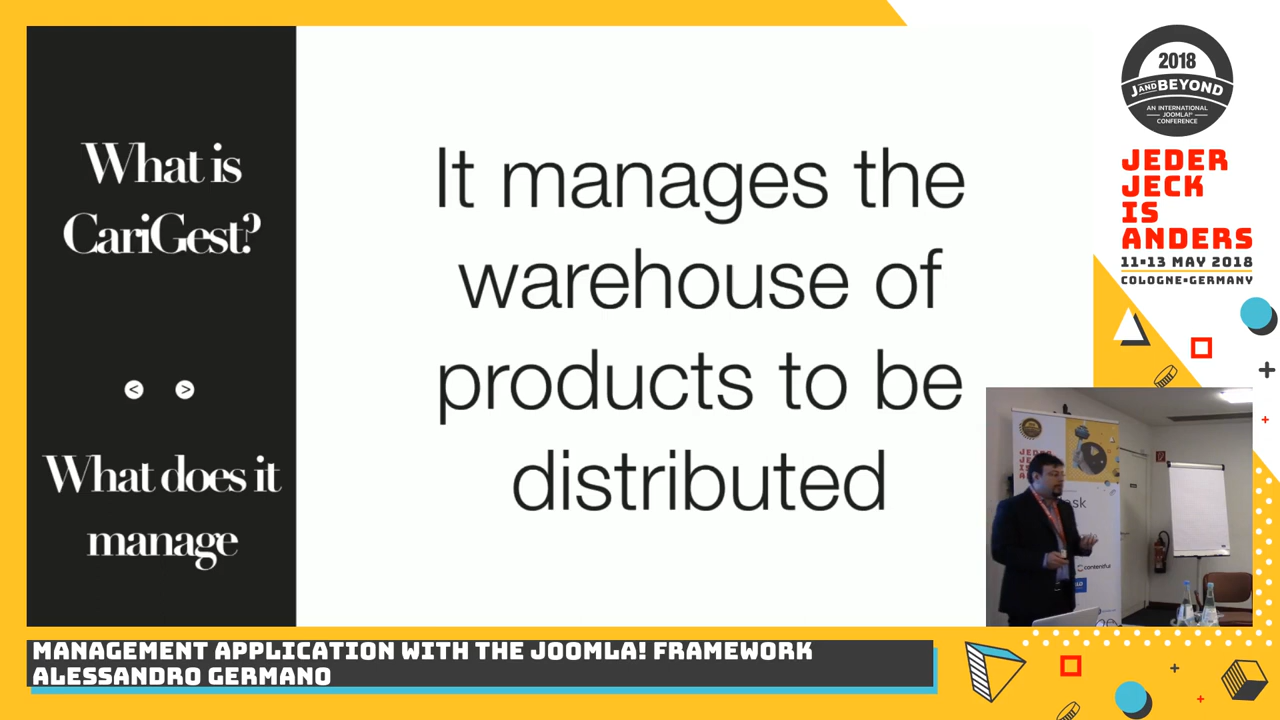 What is
CariGest?
< >
What does it
manage
It manages the
warehouse of
products to be
distributed
2018
J AND BEYOND
AN INTERNATIONAL
JOOMLA!
CONFERENCE
JEDER
JECK
IS
ANDERS
11-13 MAY 2018
COLOGNE-GERMANY
contentful
MANAGEMENT APPLICATION WITH THE JOOMLA! FRAMEWORK
ALESSANDRO GERMANO